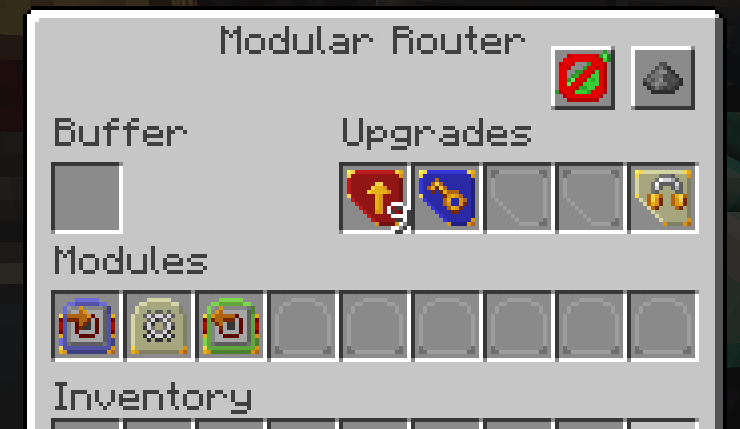 Modular Router
Buffer Upgrades
9
Modules
Inventory